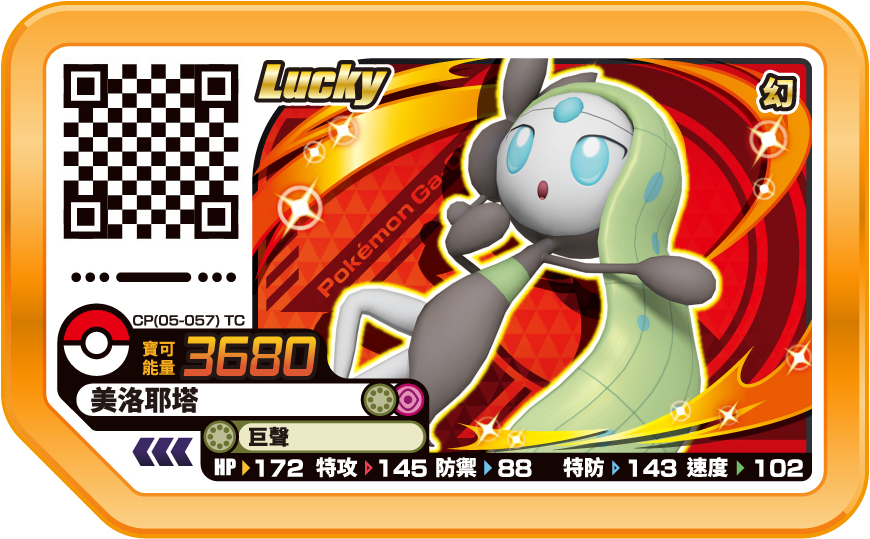 Lucky
幻
Pokémon Ga
CP(05-057) TC
寶可
能量 3680
美洛耶塔
巨聲
HP 172 特攻 145 防禦 88 特防 143 速度 102